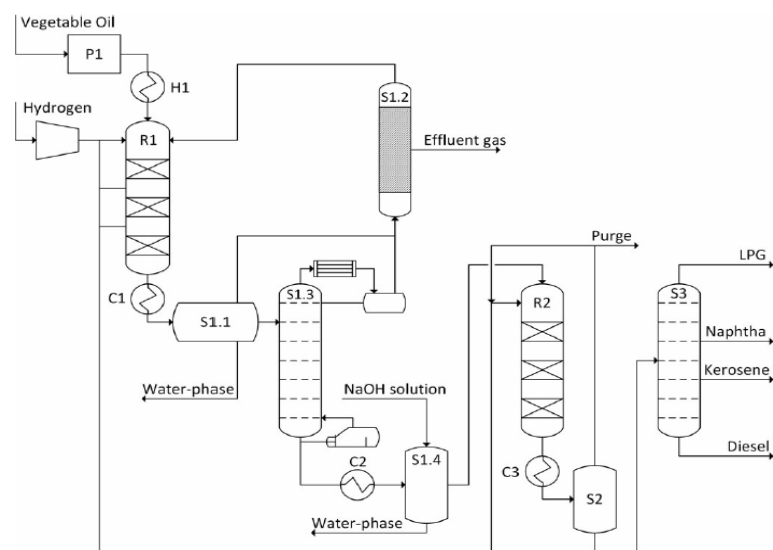 Vegetable Oil
P1
H1
Hydrogen
R1
S1.2
Effluent gas
C1
S1.1
S1.3
Water-phase
NaOH solution
C2
S1.4
Water-phase
Purge
R2
C3
S2
LPG
S3
Naphtha
Kerosene
Diesel